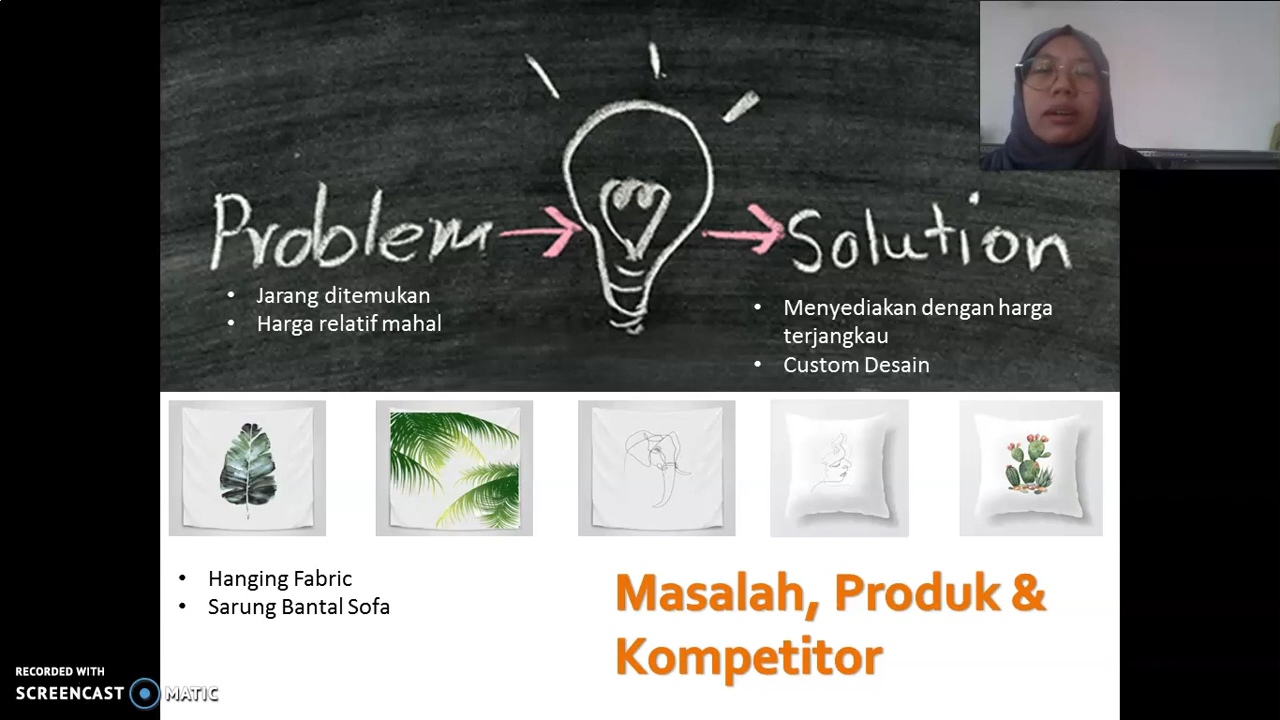 Problem
Solution
• Jarang ditemukan
• Harga relatif mahal
• Menyediakan dengan harga
terjangkau
• Custom Desain
• Hanging Fabric
• Sarung Bantal Sofa
Masalah, Produk &
Kompetitor
RECORDED WITH
SCREENCAST MATIC